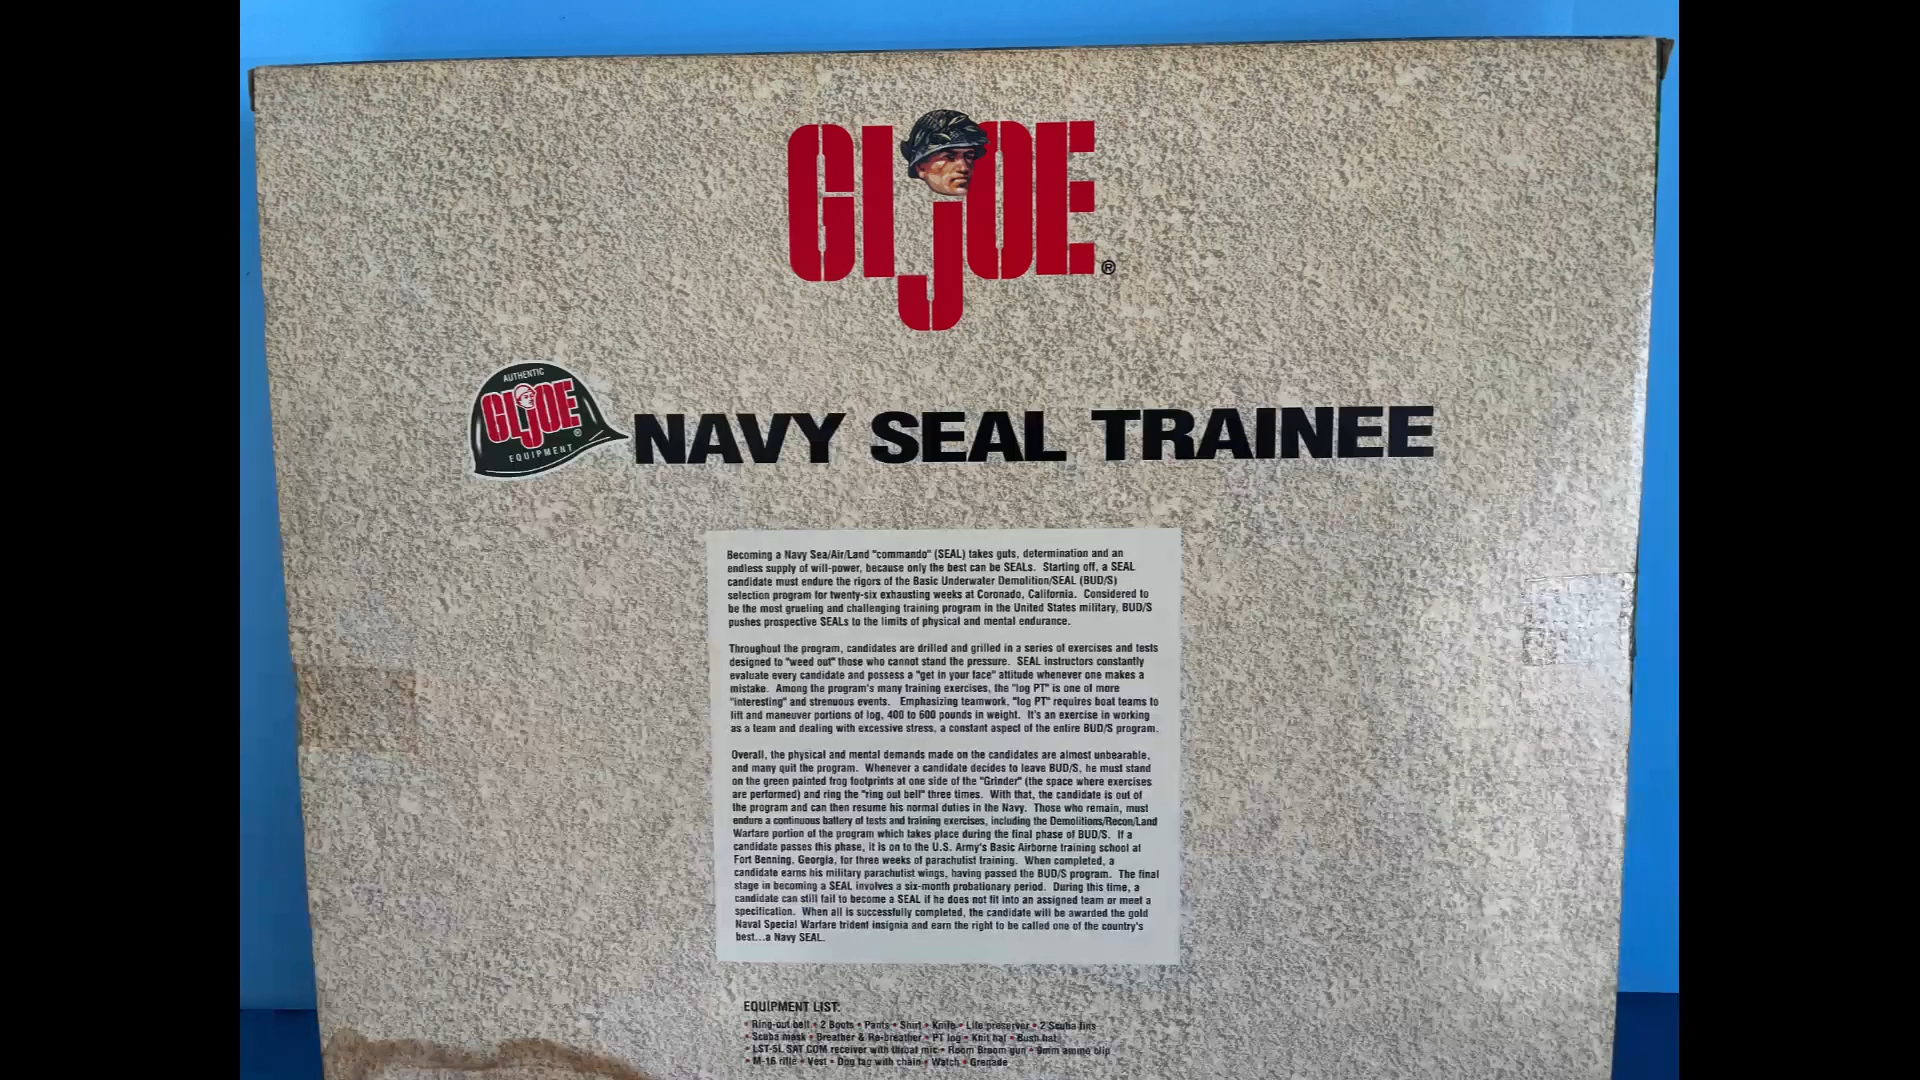 GI JOE®
AUTHENTIC
GI JOE®
EQUIPMENT
NAVY SEAL TRAINEE
Becoming a Navy Sea/Air/Land "commando" (SEAL) takes guts, determination and an
endless supply of will-power, because only the best can be SEALs. Starting off, a SEAL
candidate must endure the rigors of the Basic Underwater Demolition/SEAL (BUD/S)
selection program for twenty-six exhausting weeks at Coronado, California. Considered to
be the most grueling and challenging training program in the United States military, BUD/S
pushes prospective SEALs to the limits of physical and mental endurance.
Throughout the program, candidates are drilled and grilled in a series of exercises and tests
designed to "weed out" those who cannot stand the pressure. SEAL instructors constantly
evaluate every candidate and possess a "get in your face" attitude whenever one makes a
mistake. Among the program's many training exercises, the "log PT" is one of more
"interesting" and strenuous events. Emphasizing teamwork, "log PT" requires boat teams to
lift and maneuver portions of log, 400 to 600 pounds in weight. It's an exercise in working
as a team and dealing with excessive stress, a constant aspect of the entire BUD/S program.
Overall, the physical and mental demands made on the candidates are almost unbearable,
and many quit the program. Whenever a candidate decides to leave BUD/S, he must stand
on the green painted frog footprints at one side of the "Grinder" (the space where exercises
are performed) and ring the "ring out bell" three times. With that, the candidate is out of
the program and can then resume his normal duties in the Navy. Those who remain, must
endure a continuous battery of tests and training exercises, including the Demolitions/Recon/Land
Warfare portion of the program which takes place during the final phase of BUD/S. If a
candidate passes this phase, it is on to the U.S. Army's Basic Airborne training school at
Fort Benning, Georgia, for three weeks of parachutist training. When completed, a
candidate earns his military parachutist wings, having passed the BUD/S program. The final
stage in becoming a SEAL involves a six-month probationary period. During this time, a
candidate can still fail to become a SEAL if he does not fit into an assigned team or meet a
specification. When all is successfully completed, the candidate will be awarded the gold
Naval Special Warfare trident insignia and earn the right to be called one of the country's
best...a Navy SEAL.
EQUIPMENT LIST:
• Ring-out bell • 2 Boots • Pants • Shirt • Knife • Life preserver • 2 Scuba fins
• Scuba mask • Breather & Re-breather • PT log • Knit hat • Bush hat
• LST-5L SAT COM receiver with throat mic • Room Broom gun • 9mm ammo clip
• M-16 rifle • Vest • Dog tag with chain • Watch • Grenade